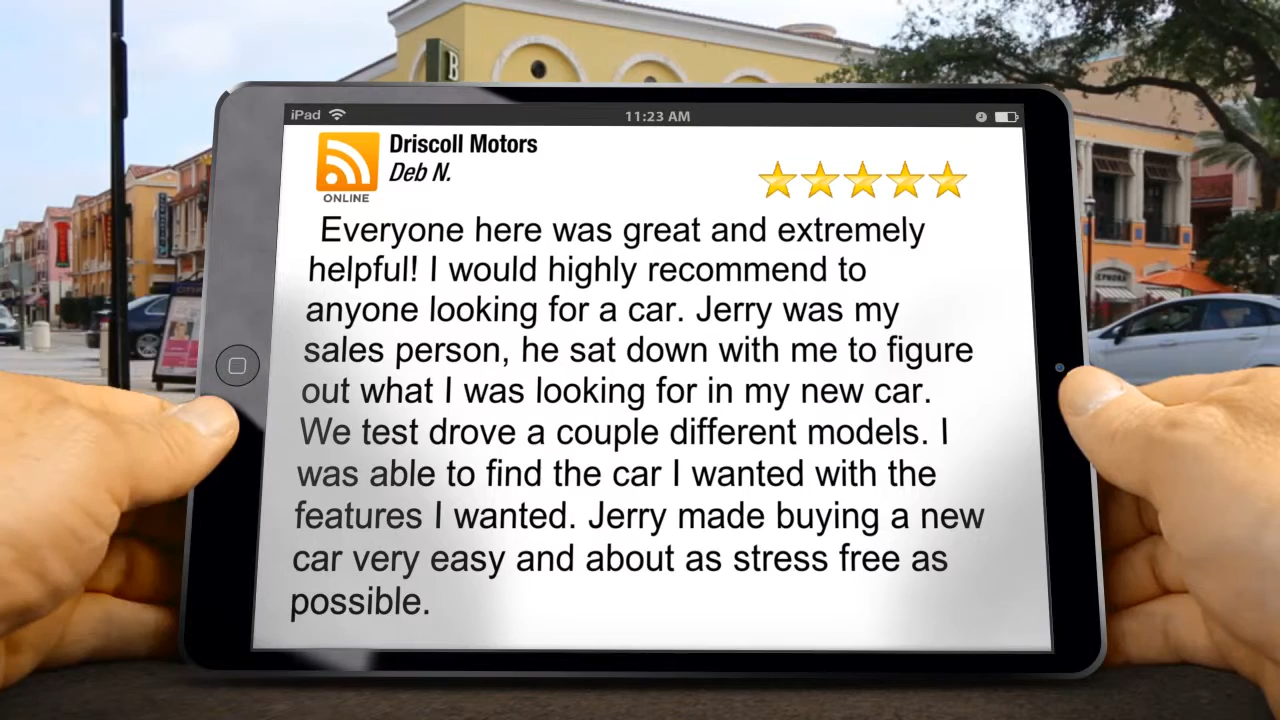 B
iPad
11:23 AM
Driscoll Motors
Deb N.
ONLINE
Everyone here was great and extremely
helpful! I would highly recommend to
anyone looking for a car. Jerry was my
sales person, he sat down with me to figure
out what I was looking for in my new car.
We test drove a couple different models. I
was able to find the car I wanted with the
features I wanted. Jerry made buying a new
car very easy and about as stress free as
possible.
SEPHORA